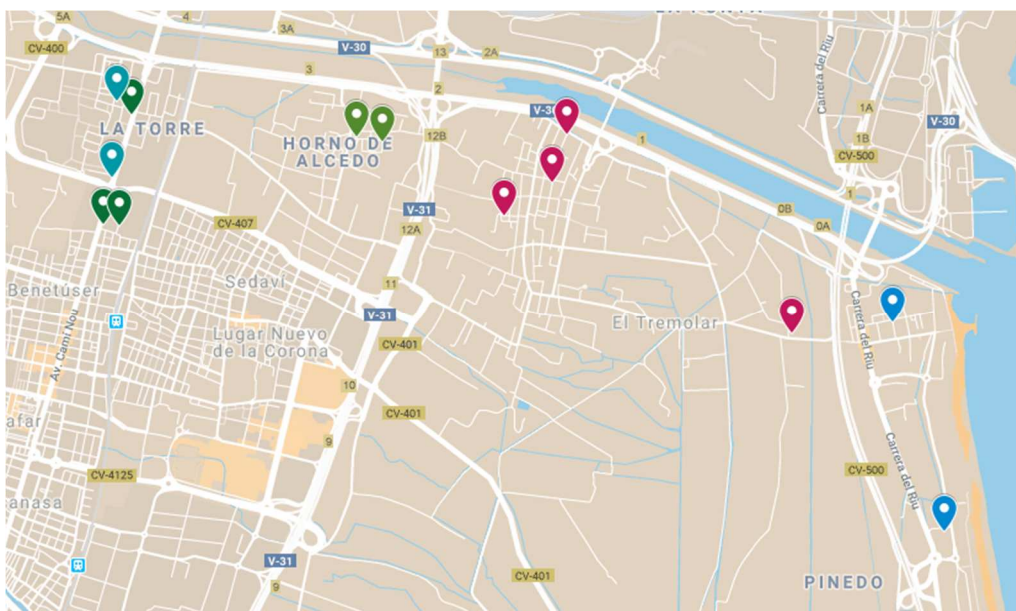 5A
4
3A
CV-400
V-30
13
2A
3
2
V-30
1
1A
1B
V-30
Carrera del Riu
CV-500
LA TORRE
HORNO DE
ALCEDO
12B
V-31
12A
CV-407
1
0B
0A
11
Sedaví
Benetúser
V-31
El Tremolar
Lugar Nuevo
de la Corona
CV-401
Av. Camí Nou
Carrera del Riu
10
CV-401
afar
9
CV-4125
CV-500
Carrera del Riu
anasa
V-31
9
CV-401
PINEDO